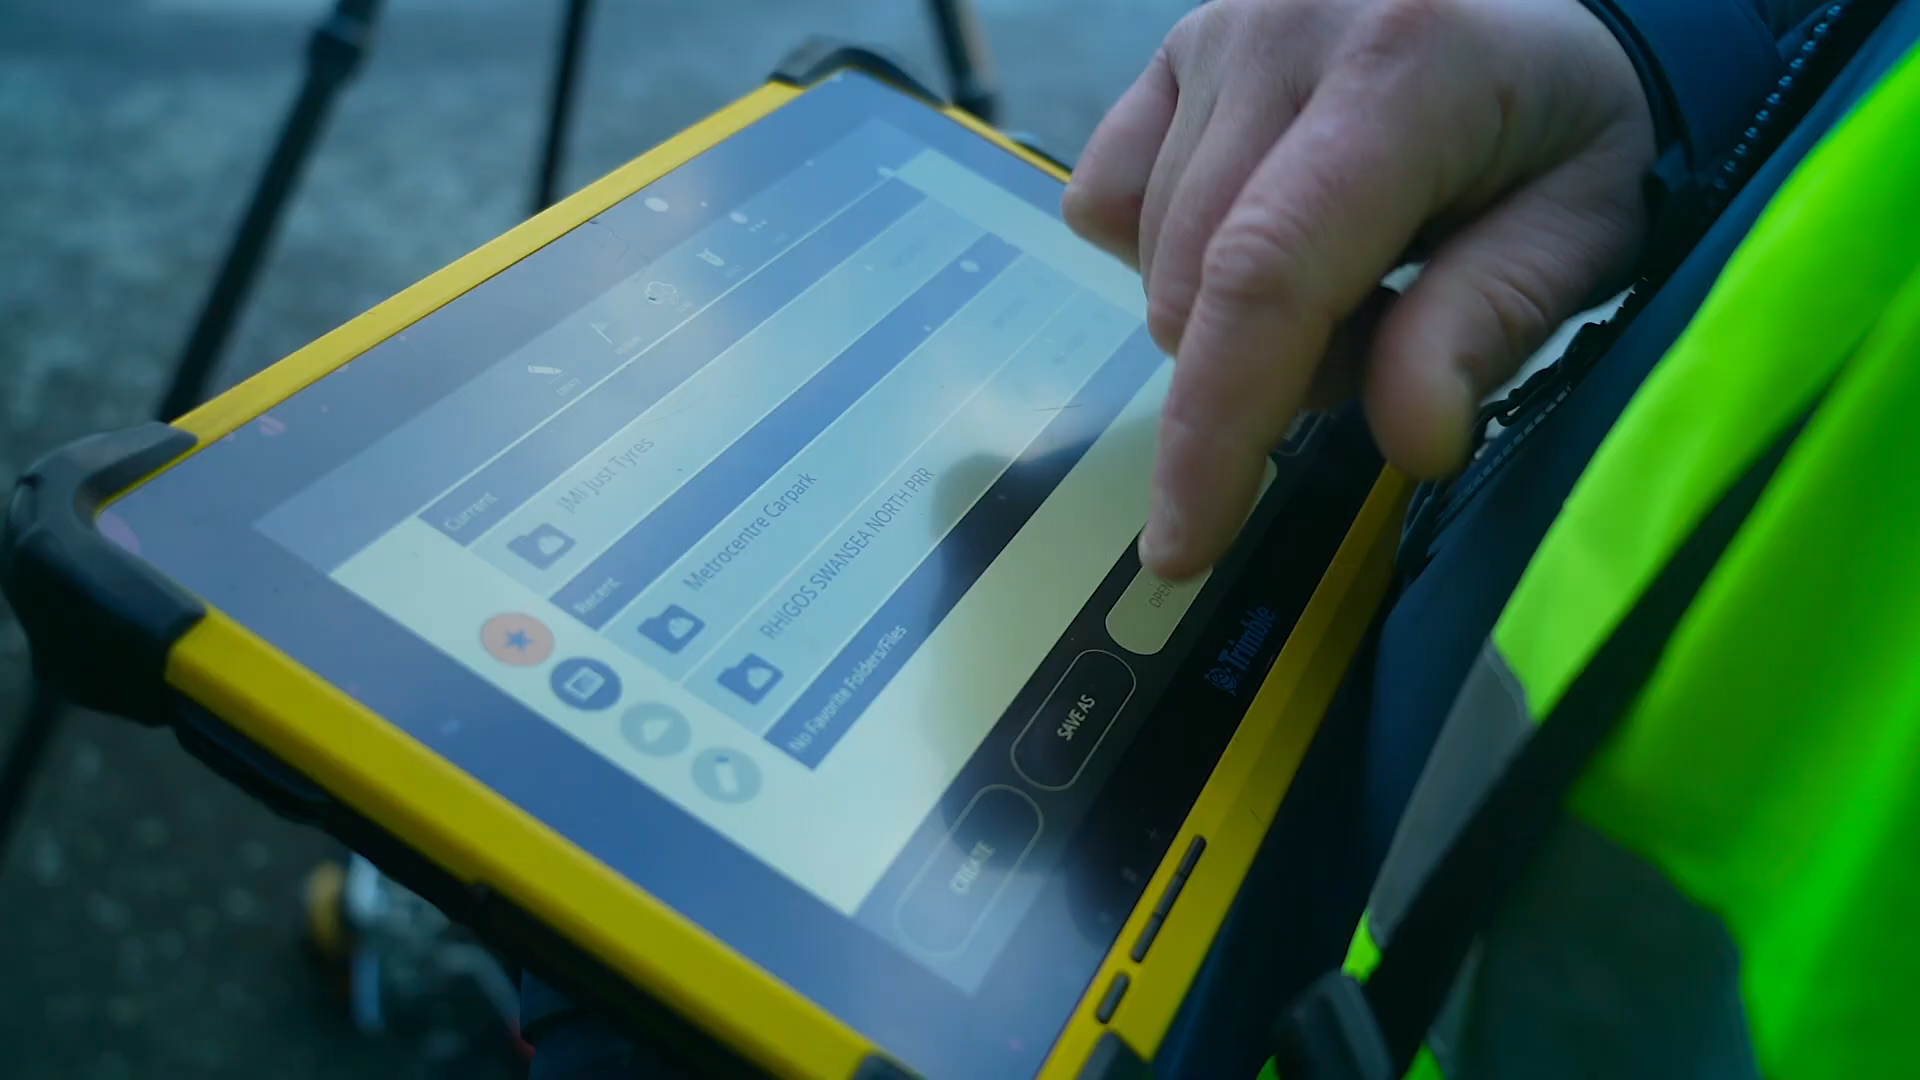 Current
JMI Just Tyres
Recent
Metrocentre Carpark
RHIGOS SWANSEA NORTH PRR
No Favorite Folders/Files
CREATE
SAVE AS
OPEN
Trimble